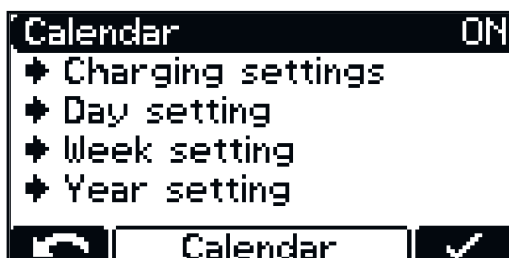 Calendar ON
Charging settings
Day setting
Week setting
Year setting
Calendar